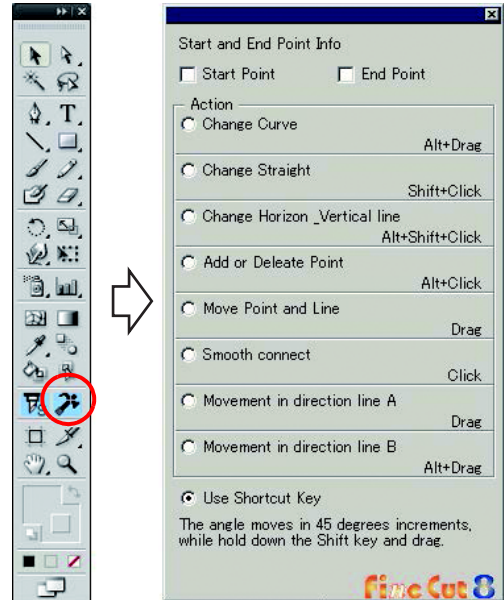 Start and End Point Info
Start Point End Point
Action
Change Curve
Alt+Drag
Change Straight
Shift+Click
Change Horizon _Vertical line
Alt+Shift+Click
Add or Deleate Point
Alt+Click
Move Point and Line
Drag
Smooth connect
Click
Movement in direction line A
Drag
Movement in direction line B
Alt+Drag
Use Shortcut Key
The angle moves in 45 degrees increments,
while hold down the Shift key and drag.
Fine Cut 8